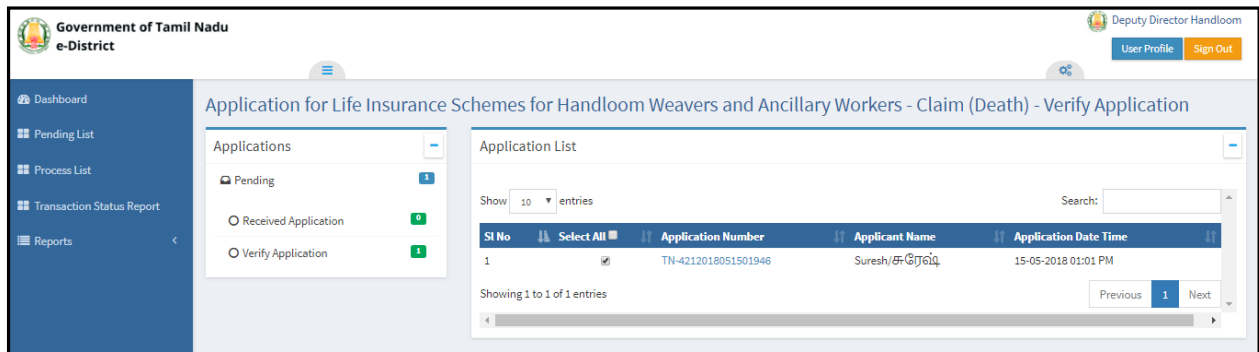 Government of Tamil Nadu
e-District
Deputy Director Handloom
User Profile
Sign Out
Dashboard
Pending List
Process List
Transaction Status Report
Reports
Application for Life Insurance Schemes for Handloom Weavers and Ancillary Workers - Claim (Death) - Verify Application
Applications
Pending 1
Received Application 0
Verify Application 1
Application List
Show 10 entries
Search:
Sl No Select All Application Number Applicant Name Application Date Time
1 TN-4212018051501946 Suresh/சுரேஷ் 15-05-2018 01:01 PM
Showing 1 to 1 of 1 entries
Previous 1 Next